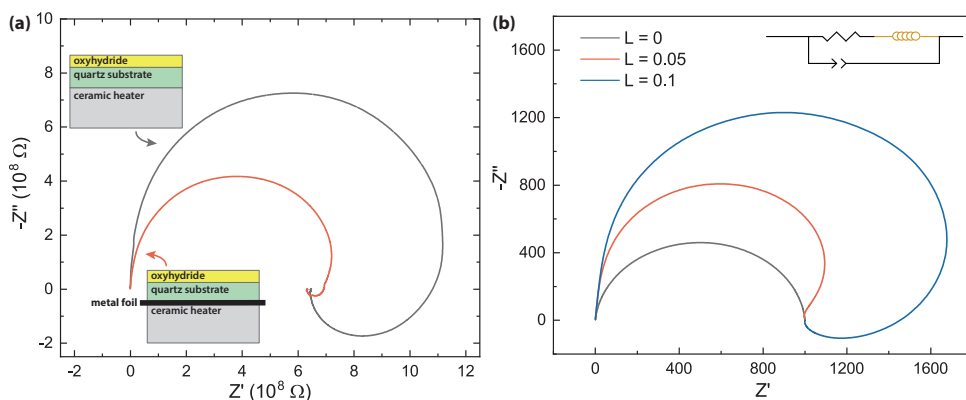 (a)
-Z" (10⁸ Ω)
10
8
6
4
2
0
-2
-2
0
2
4
6
8
10
12
Z' (10⁸ Ω)
oxyhydride
quartz substrate
ceramic heater
oxyhydride
quartz substrate
metal foil
ceramic heater
(b)
-Z"
1600
1200
800
400
0
0
400
800
1200
1600
Z'
L = 0
L = 0.05
L = 0.1